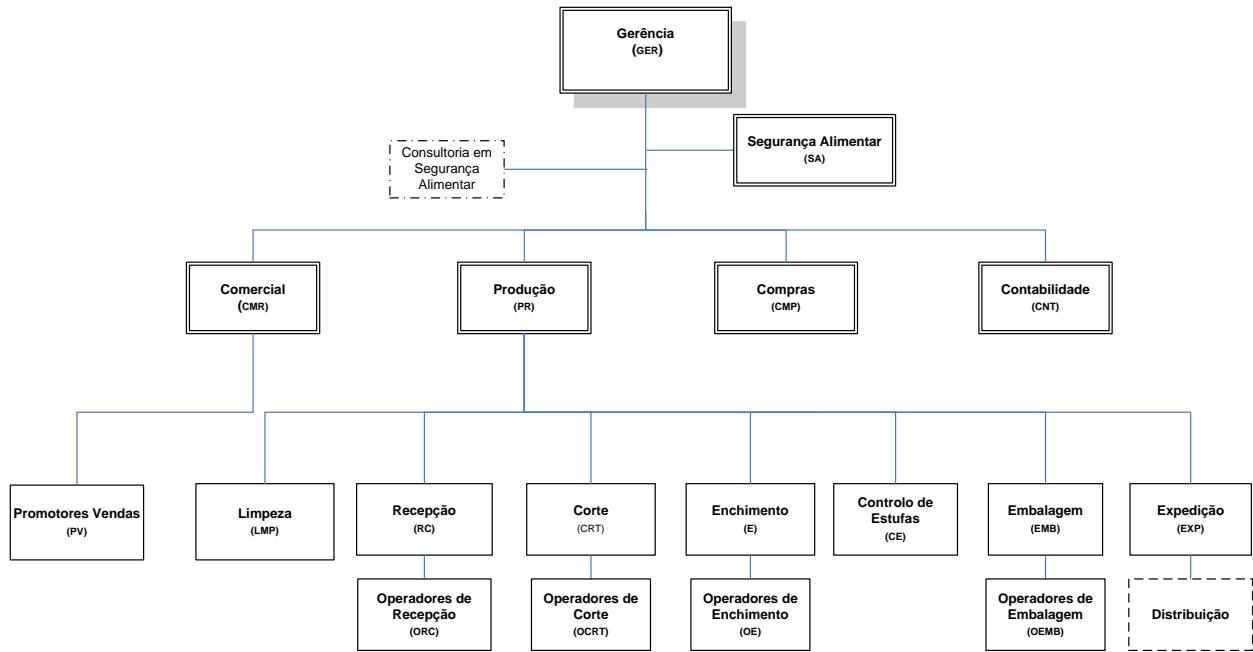 Gerência
(GER)
Consultoria em
Segurança
Alimentar
Segurança Alimentar
(SA)
Comercial
(CMR)
Produção
(PR)
Compras
(CMP)
Contabilidade
(CNT)
Promotores Vendas
(PV)
Limpeza
(LMP)
Recepção
(RC)
Corte
(CRT)
Enchimento
(E)
Controlo de
Estufas
(CE)
Embalagem
(EMB)
Expedição
(EXP)
Operadores de
Recepção
(ORC)
Operadores de
Corte
(OCRT)
Operadores de
Enchimento
(OE)
Operadores de
Embalagem
(OEMB)
Distribuição